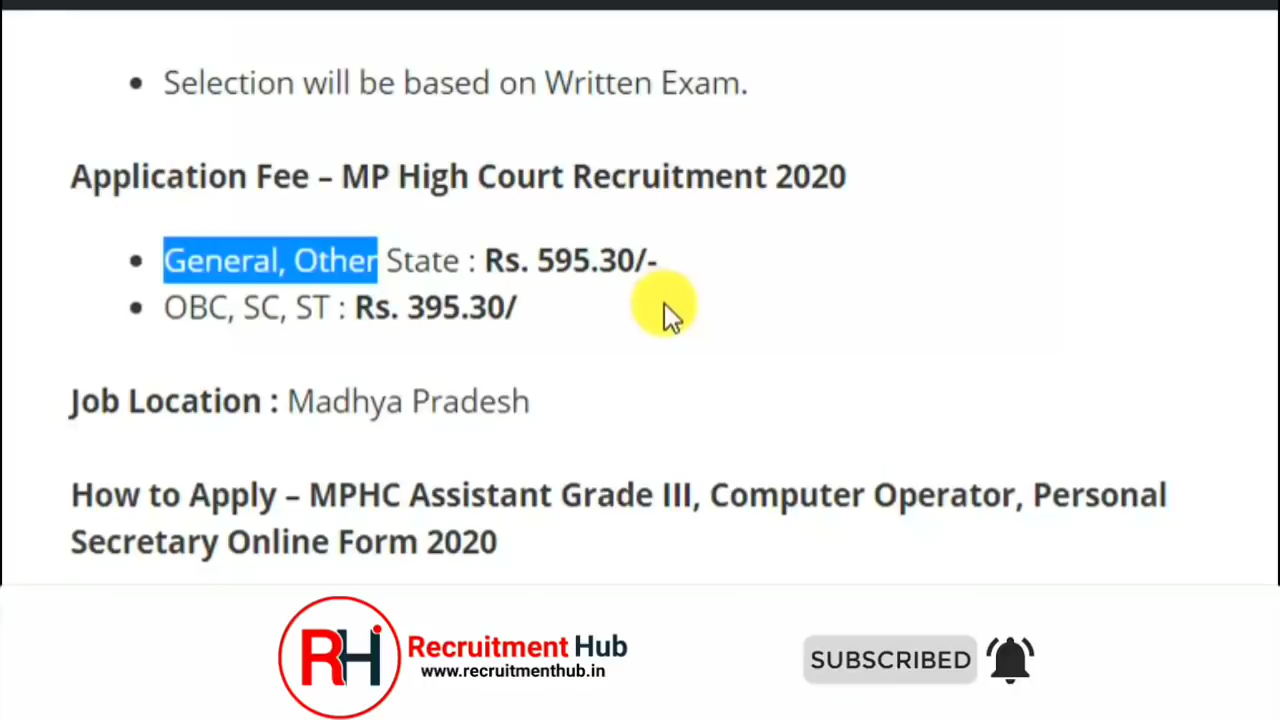 Selection will be based on Written Exam.
Application Fee – MP High Court Recruitment 2020
General, Other State : Rs. 595.30/-
OBC, SC, ST : Rs. 395.30/
Job Location : Madhya Pradesh
How to Apply – MPHC Assistant Grade III, Computer Operator, Personal
Secretary Online Form 2020
RH
Recruitment Hub
www.recruitmenthub.in
SUBSCRIBED